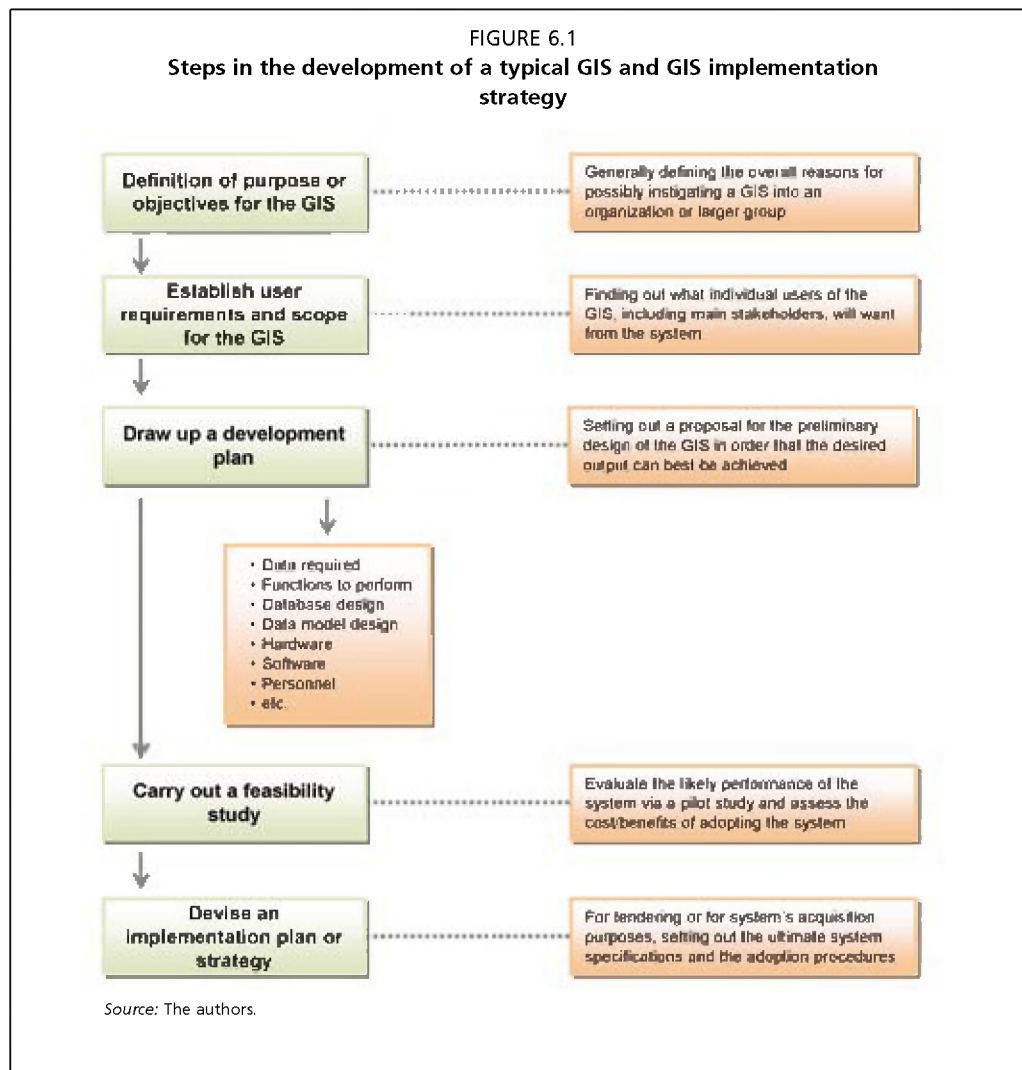 FIGURE 6.1
Steps in the development of a typical GIS and GIS implementation
strategy
Definition of purpose or
objectives for the GIS
Generally defining the overall reasons for
possibly instigating a GIS into an
organization or larger group
Establish user
requirements and scope
for the GIS
Finding out what individual users of the
GIS, including main stakeholders, will want
from the system
Draw up a development
plan
Setting out a proposal for the preliminary
design of the GIS in order that the desired
output can best be achieved
• Data required
• Functions to perform
• Database design
• Data model design
• Hardware
• Software
• Personnel
• etc.
Carry out a feasibility
study
Evaluate the likely performance of the
system via a pilot study and assess the
cost/benefits of adopting the system
Devise an
implementation plan or
strategy
For tendering or for system's acquisition
purposes, setting out the ultimate system
specifications and the adoption procedures
Source: The authors.